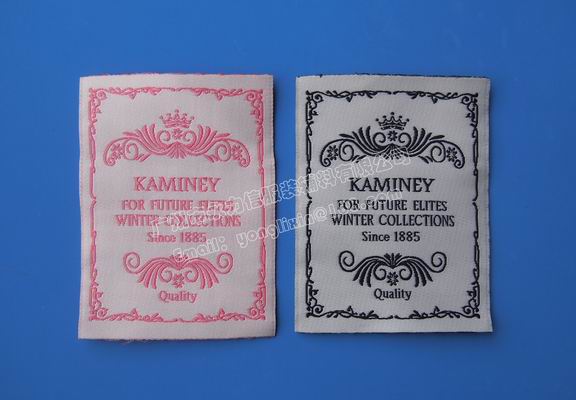 KAMINEY
FOR FUTURE ELITES
WINTER COLLECTIONS
Since 1885
Quality
KAMINEY
FOR FUTURE ELITES
WINTER COLLECTIONS
Since 1885
Quality